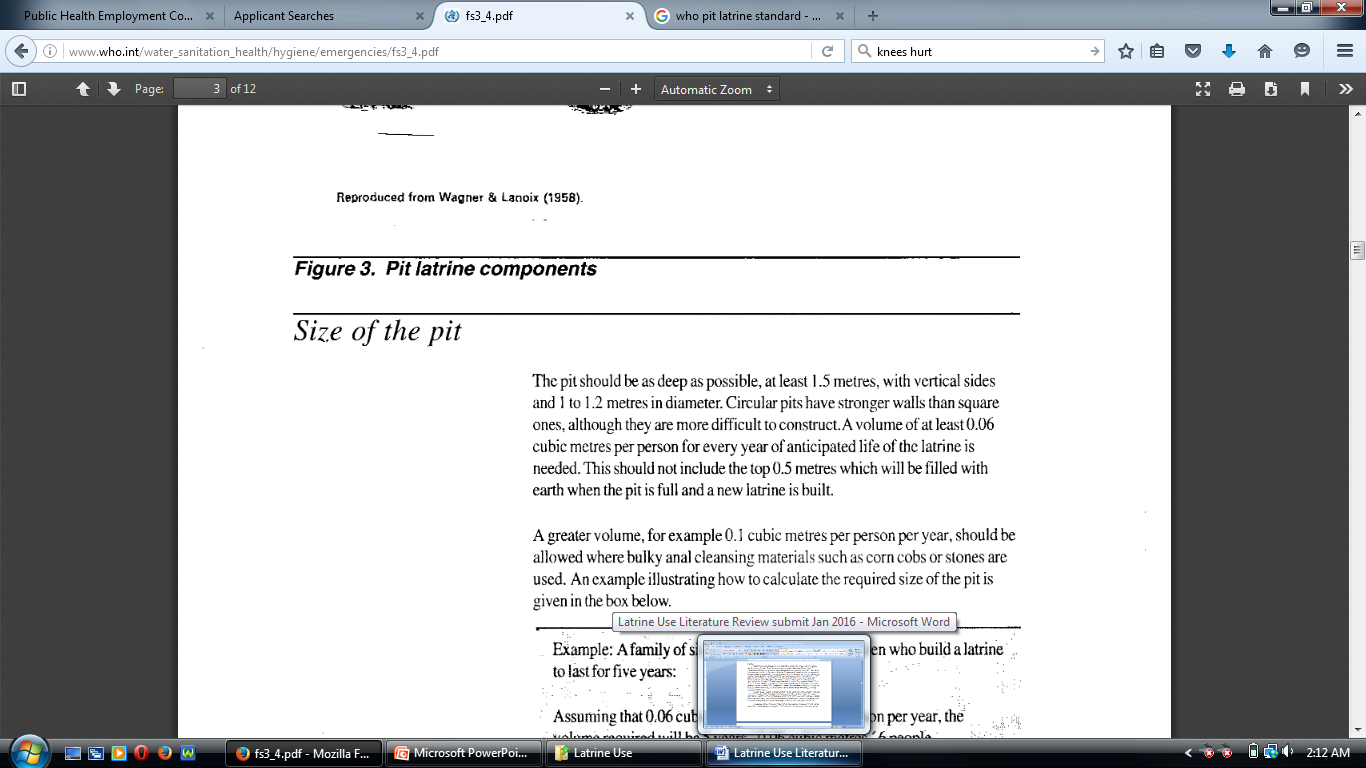 Public Health Employment Co...
Applicant Searches
fs3_4.pdf
who pit latrine standard - ...
www.who.int/water_sanitation_health/hygiene/emergencies/fs3_4.pdf
knees hurt
Page: 3 of 12
Automatic Zoom
Reproduced from Wagner & Lanoix (1958).
Figure 3. Pit latrine components
Size of the pit
The pit should be as deep as possible, at least 1.5 metres, with vertical sides
and 1 to 1.2 metres in diameter. Circular pits have stronger walls than square
ones, although they are more difficult to construct. A volume of at least 0.06
cubic metres per person for every year of anticipated life of the latrine is
needed. This should not include the top 0.5 metres which will be filled with
earth when the pit is full and a new latrine is built.
A greater volume, for example 0.1 cubic metres per person per year, should be
allowed where bulky anal cleansing materials such as corn cobs or stones are
used. An example illustrating how to calculate the required size of the pit is
given in the box below.
Latrine Use Literature Review submit Jan 2016 - Microsoft Word
Example: A family of si en who build a latrine
to last for five years:
Assuming that 0.06 cub on per year, the
volume required will be people
fs3_4.pdf - Mozilla F...
Microsoft PowerPoi...
Latrine Use
Latrine Use Literatur...
2:12 AM